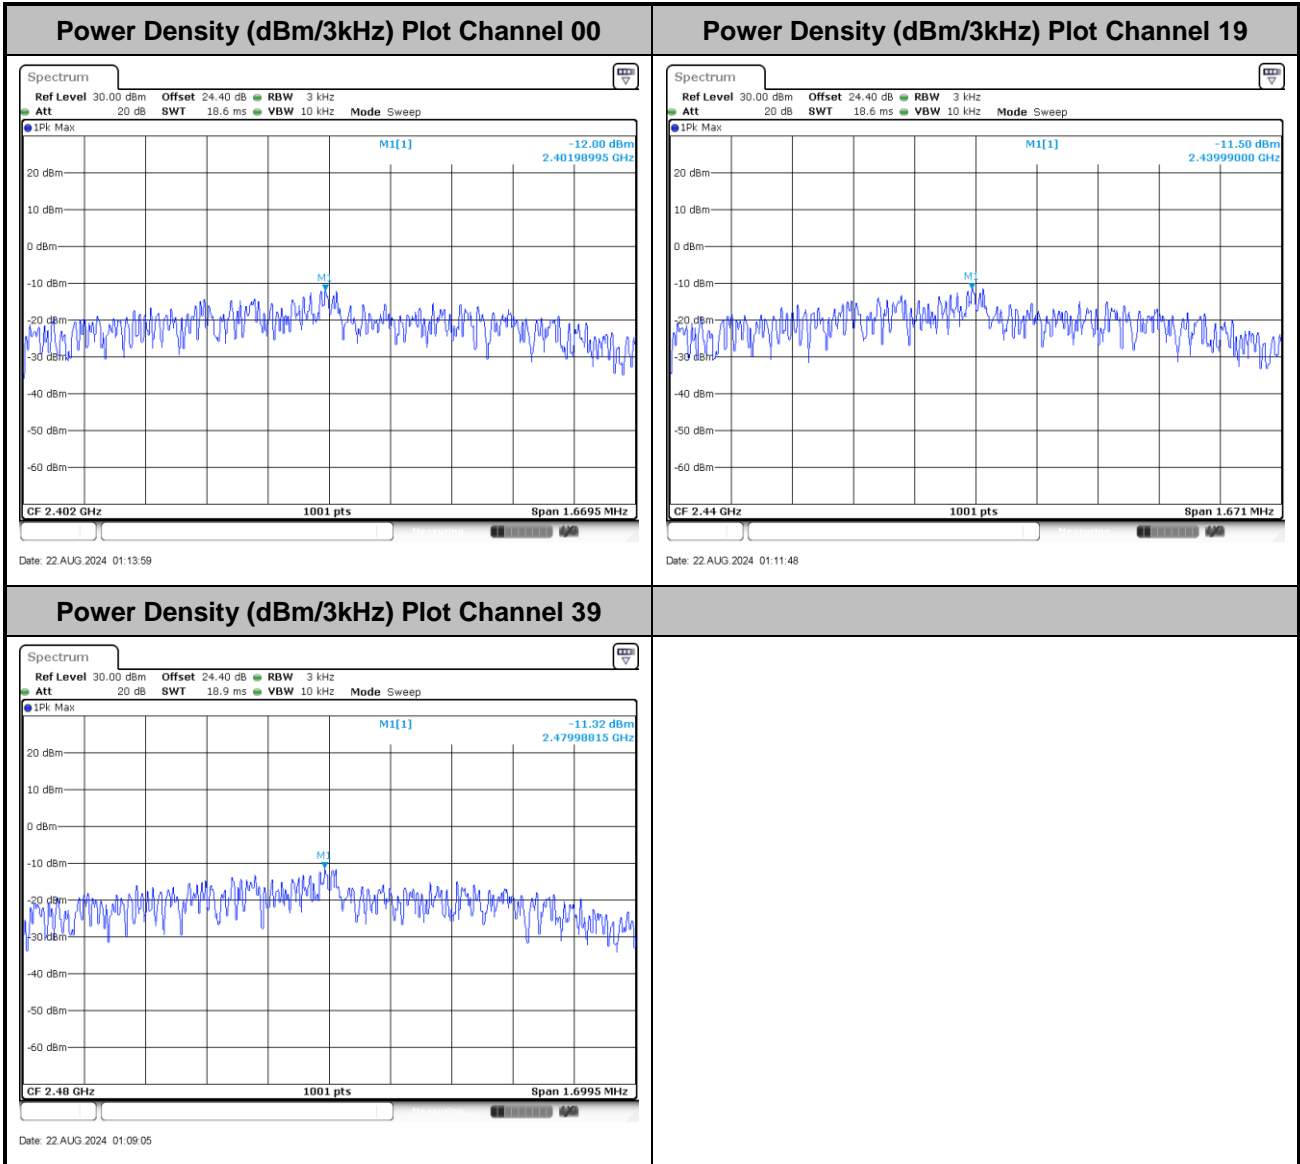 Power Density (dBm/3kHz) Plot Channel 00
Spectrum
Ref Level 30.00 dBm Offset 24.40 dB RBW 3 kHz
Att 20 dB SWT 18.6 ms VBW 10 kHz Mode Sweep
1Pk Max
M1[1] -12.00 dBm
2.40198995 GHz
20 dBm
10 dBm
0 dBm
M1
-10 dBm
-20 dBm
-30 dBm
-40 dBm
-50 dBm
-60 dBm
CF 2.402 GHz 1001 pts Span 1.6695 MHz
Date: 22.AUG.2024 01:13:59
Power Density (dBm/3kHz) Plot Channel 19
Spectrum
Ref Level 30.00 dBm Offset 24.40 dB RBW 3 kHz
Att 20 dB SWT 18.6 ms VBW 10 kHz Mode Sweep
1Pk Max
M1[1] -11.50 dBm
2.43999000 GHz
20 dBm
10 dBm
0 dBm
M1
-10 dBm
-20 dBm
-30 dBm
-40 dBm
-50 dBm
-60 dBm
CF 2.44 GHz 1001 pts Span 1.671 MHz
Date: 22.AUG.2024 01:11:48
Power Density (dBm/3kHz) Plot Channel 39
Spectrum
Ref Level 30.00 dBm Offset 24.40 dB RBW 3 kHz
Att 20 dB SWT 18.9 ms VBW 10 kHz Mode Sweep
1Pk Max
M1[1] -11.32 dBm
2.47998815 GHz
20 dBm
10 dBm
0 dBm
M1
-10 dBm
-20 dBm
-30 dBm
-40 dBm
-50 dBm
-60 dBm
CF 2.48 GHz 1001 pts Span 1.6995 MHz
Date: 22.AUG.2024 01:09:05